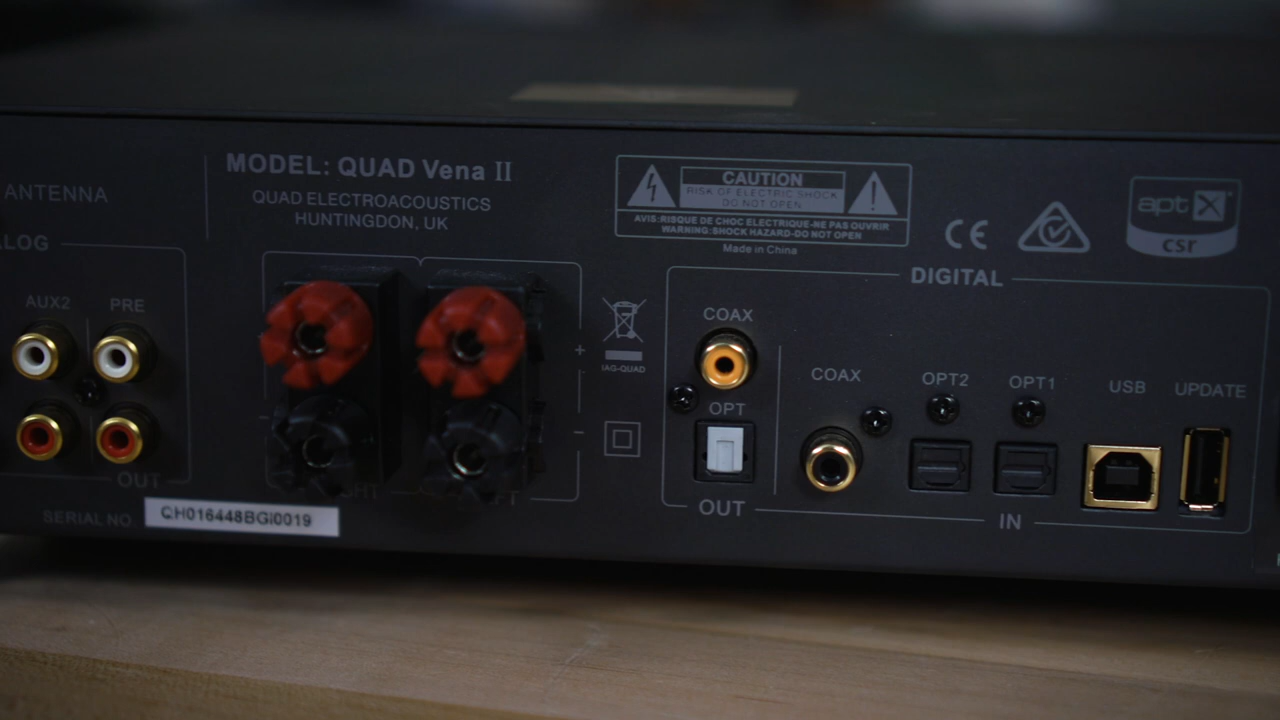 ANTENNA
ALOG
AUX2
PRE
OUT
MODEL: QUAD Vena II
QUAD ELECTROACOUSTICS
HUNTINGDON, UK
SERIAL NO.
QH016448BGI0019
CAUTION
RISK OF ELECTRIC SHOCK
DO NOT OPEN
AVIS:RISQUE DE CHOC ELECTRIQUE-NE PAS OUVRIR
WARNING:SHOCK HAZARD-DO NOT OPEN
Made in China
CE
aptX
csr
+
IAG-QUAD
−
DIGITAL
COAX
OPT
OUT
COAX
OPT2
OPT1
USB
UPDATE
IN